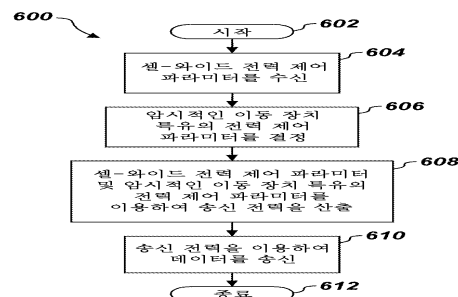 600
시작
602
셀-와이드 전력 제어
파라미터를 수신
604
암시적인 이동 장치
특유의 전력 제어
파라미터를 결정
606
셀-와이드 전력 제어 파라미터
및 암시적인 이동 장치 특유의
전력 제어 파라미터를
이용하여 송신 전력을 산출
608
송신 전력을 이용하여
데이터를 송신
610
종료
612